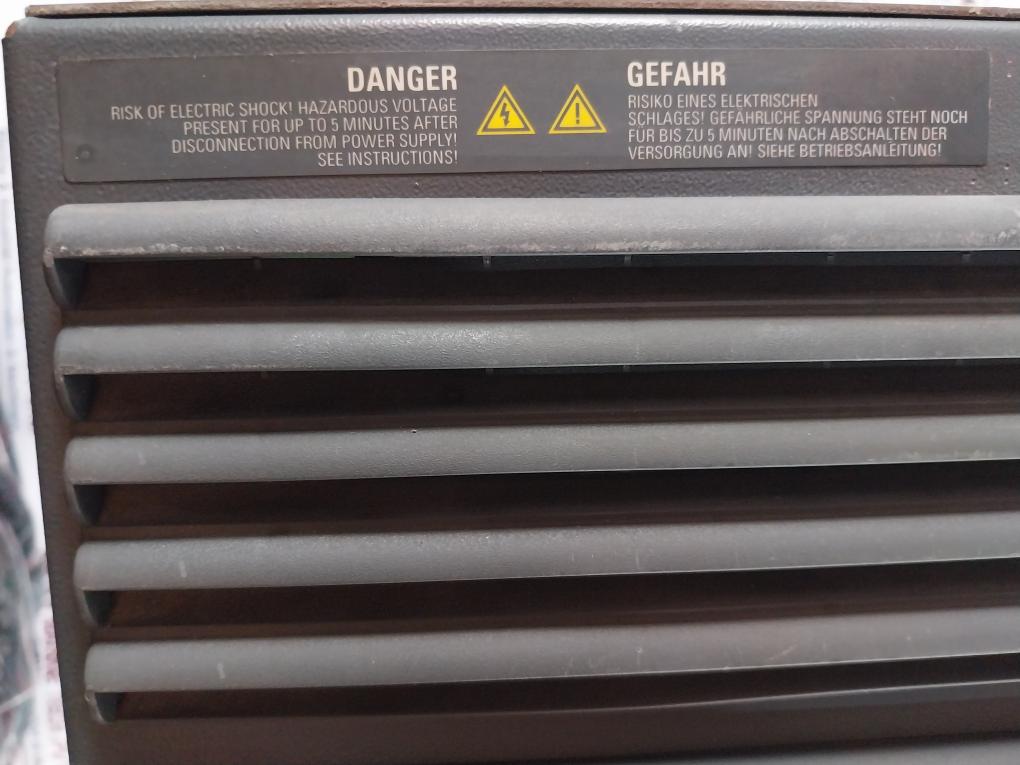 DANGER
RISK OF ELECTRIC SHOCK! HAZARDOUS VOLTAGE
PRESENT FOR UP TO 5 MINUTES AFTER
DISCONNECTION FROM POWER SUPPLY!
SEE INSTRUCTIONS!
GEFAHR
RISIKO EINES ELEKTRISCHEN
SCHLAGES! GEFÄHRLICHE SPANNUNG STEHT NOCH
FÜR BIS ZU 5 MINUTEN NACH ABSCHALTEN DER
VERSORGUNG AN! SIEHE BETRIEBSANLEITUNG!